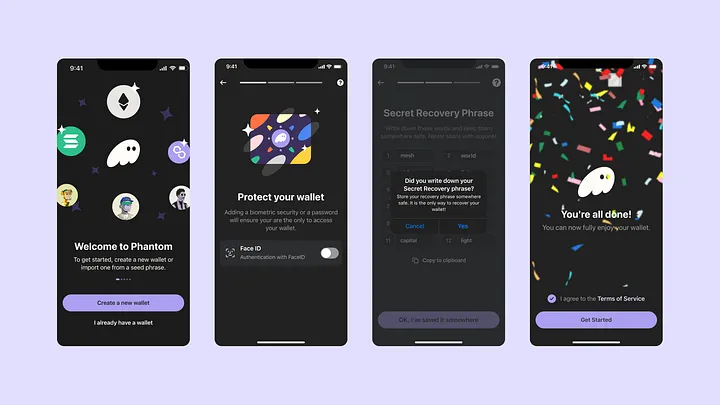 9:41
Welcome to Phantom
To get started, create a new wallet or
import one from a seed phrase.
Create a new wallet
I already have a wallet
9:41
?
Protect your wallet
Adding a biometric security or a password
will ensure your are the only to access
your wallet.
Face ID
Authentication with FaceID
9:41
?
Secret Recovery Phrase
Write down these words and keep them
somewhere safe. Never share with anyone!
1 mesh 2 world
Did you write down your
Secret Recovery phrase?
Store your recovery phrase somewhere
safe. It is the only way to recover your
wallet!
Cancel Yes
11 capital 12 light
Copy to clipboard
OK, I've saved it somewhere
9:41
You're all done!
You can now fully enjoy your wallet.
I agree to the Terms of Service
Get Started